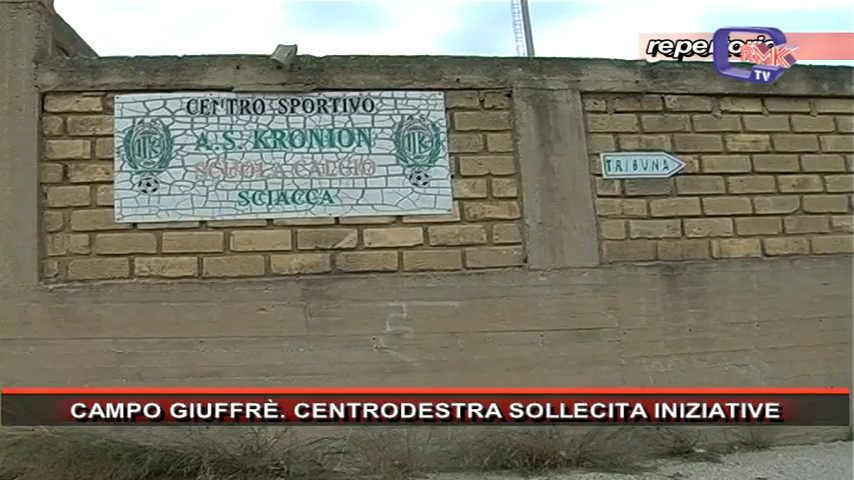 repertorio
RMK
TV
CENTRO SPORTIVO
A.S. KRONION
SCUOLA CALCIO
SCIACCA
TRIBUNA
CAMPO GIUFFRÈ. CENTRODESTRA SOLLECITA INIZIATIVE